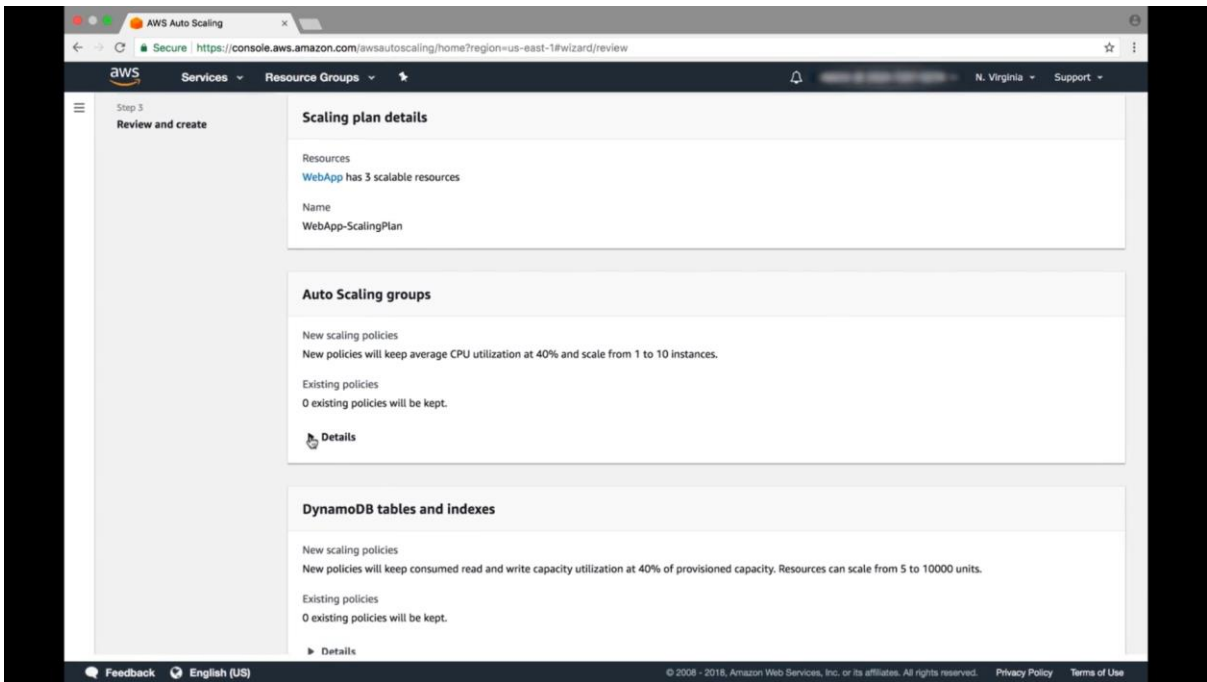 AWS Auto Scaling
Secure | https://console.aws.amazon.com/awsautoscaling/home?region=us-east-1#wizard/review
aws Services Resource Groups N. Virginia Support
Step 3
Review and create
Scaling plan details
Resources
WebApp has 3 scalable resources
Name
WebApp-ScalingPlan
Auto Scaling groups
New scaling policies
New policies will keep average CPU utilization at 40% and scale from 1 to 10 instances.
Existing policies
0 existing policies will be kept.
Details
DynamoDB tables and indexes
New scaling policies
New policies will keep consumed read and write capacity utilization at 40% of provisioned capacity. Resources can scale from 5 to 10000 units.
Existing policies
0 existing policies will be kept.
Details
Feedback English (US) © 2008 - 2018, Amazon Web Services, Inc. or its affiliates. All rights reserved. Privacy Policy Terms of Use